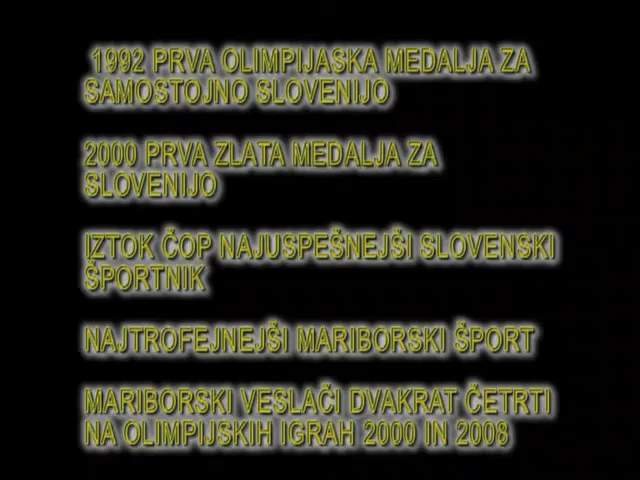 1992 PRVA OLIMPIJASKA MEDALJA ZA
SAMOSTOJNO SLOVENIJO
2000 PRVA ZLATA MEDALJA ZA
SLOVENIJO
IZTOK ČOP NAJUSPEŠNEJŠI SLOVENSKI
ŠPORTNIK
NAJTROFEJNEJŠI MARIBORSKI ŠPORT
MARIBORSKI VESLAČI DVAKRAT ČETRTI
NA OLIMPIJSKIH IGRAH 2000 IN 2008